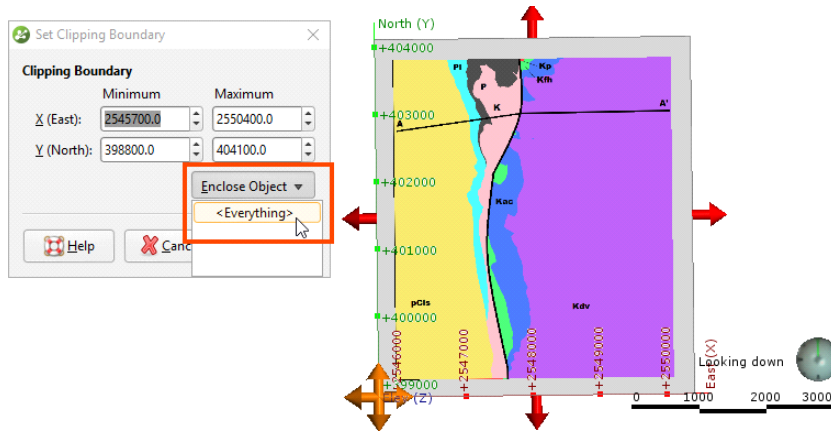 Set Clipping Boundary
Clipping Boundary
Minimum Maximum
X (East): 2545700.0 2550400.0
Y (North): 398800.0 404100.0
Enclose Object
<Everything>
Help
Canc
North (Y)
+404000
+403000
+402000
+401000
+400000
+399000
Pl
P
K
Kp
Kfh
A
A'
Kac
pCls
Kdv
+2546000
+2547000
+2548000
+2549000
+2550000
East (X)
Elev (Z)
Looking down
0 1000 2000 3000